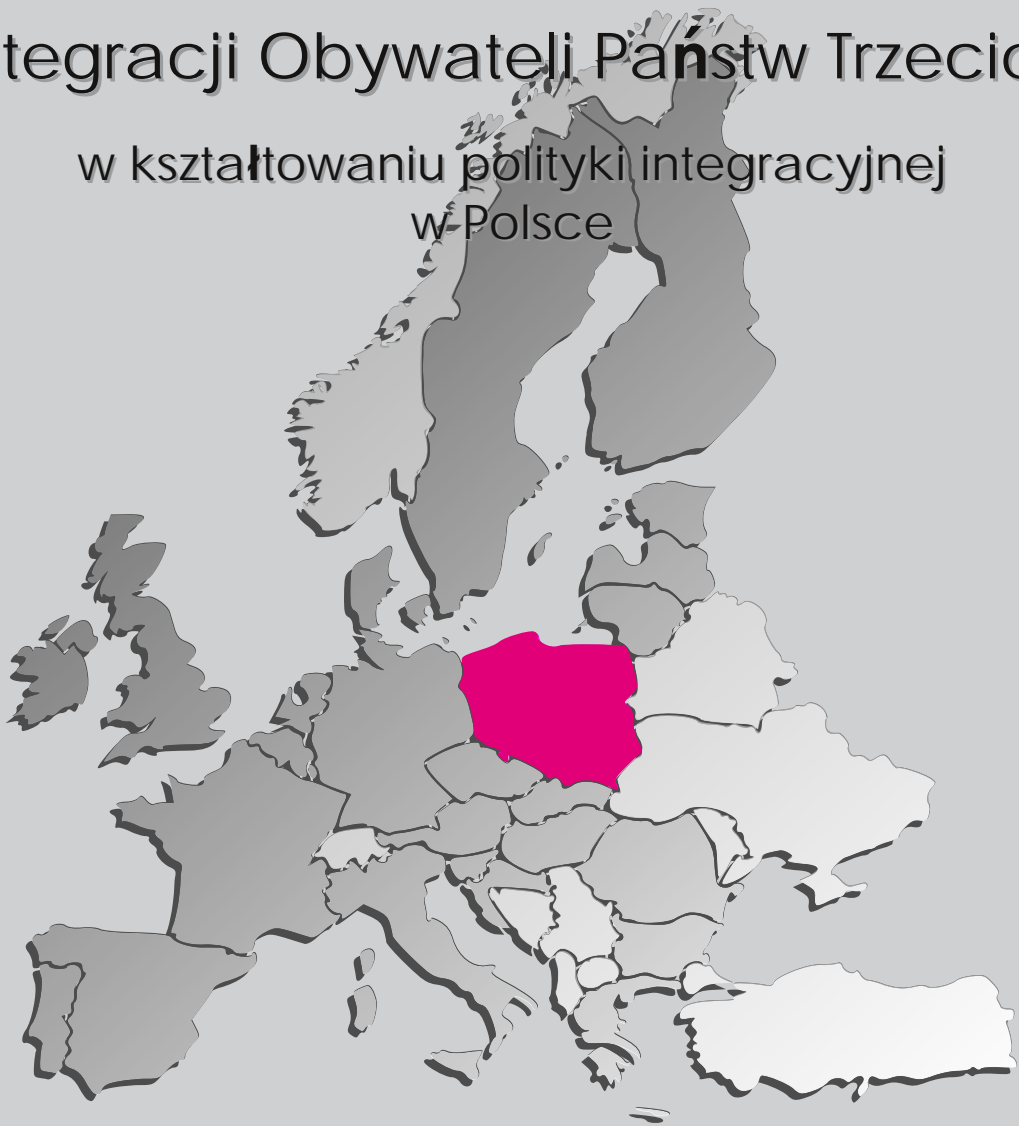 tegracji Obywateli Państw Trzecic
w kształtowaniu polityki integracyjnej
w Polsce